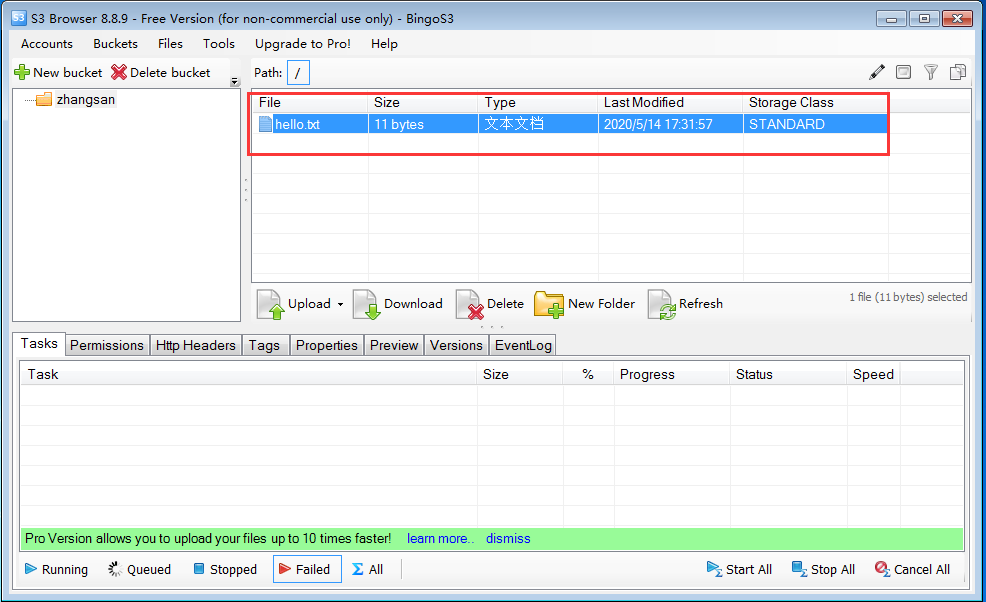 S3 Browser 8.8.9 - Free Version (for non-commercial use only) - BingoS3
Accounts Buckets Files Tools Upgrade to Pro! Help
New bucket Delete bucket Path: /
zhangsan
File Size Type Last Modified Storage Class
hello.txt 11 bytes 文本文档 2020/5/14 17:31:57 STANDARD
Upload Download Delete New Folder Refresh 1 file (11 bytes) selected
Tasks Permissions Http Headers Tags Properties Preview Versions EventLog
Task Size % Progress Status Speed
Pro Version allows you to upload your files up to 10 times faster! learn more.. dismiss
Running Queued Stopped Failed All Start All Stop All Cancel All